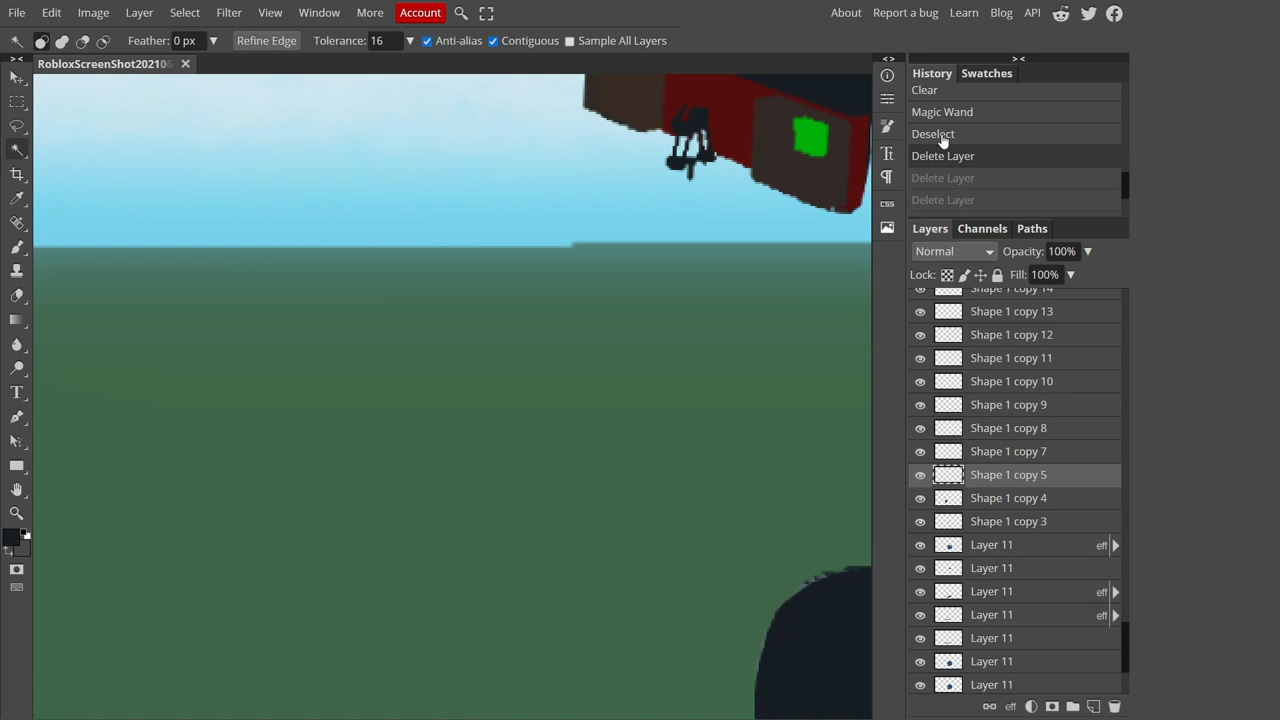 File Edit Image Layer Select Filter View Window More Account About Report a bug Learn Blog API
Feather: 0 px Refine Edge Tolerance: 16 Anti-alias Contiguous Sample All Layers
RobloxScreenShot202106
History Swatches
Clear
Magic Wand
Deselect
Delete Layer
Delete Layer
Delete Layer
Layers Channels Paths
Normal Opacity: 100%
Lock: Fill: 100%
Shape 1 copy 14
Shape 1 copy 13
Shape 1 copy 12
Shape 1 copy 11
Shape 1 copy 10
Shape 1 copy 9
Shape 1 copy 8
Shape 1 copy 7
Shape 1 copy 5
Shape 1 copy 4
Shape 1 copy 3
Layer 11 eff
Layer 11
Layer 11 eff
Layer 11 eff
Layer 11
Layer 11
Layer 11
eff